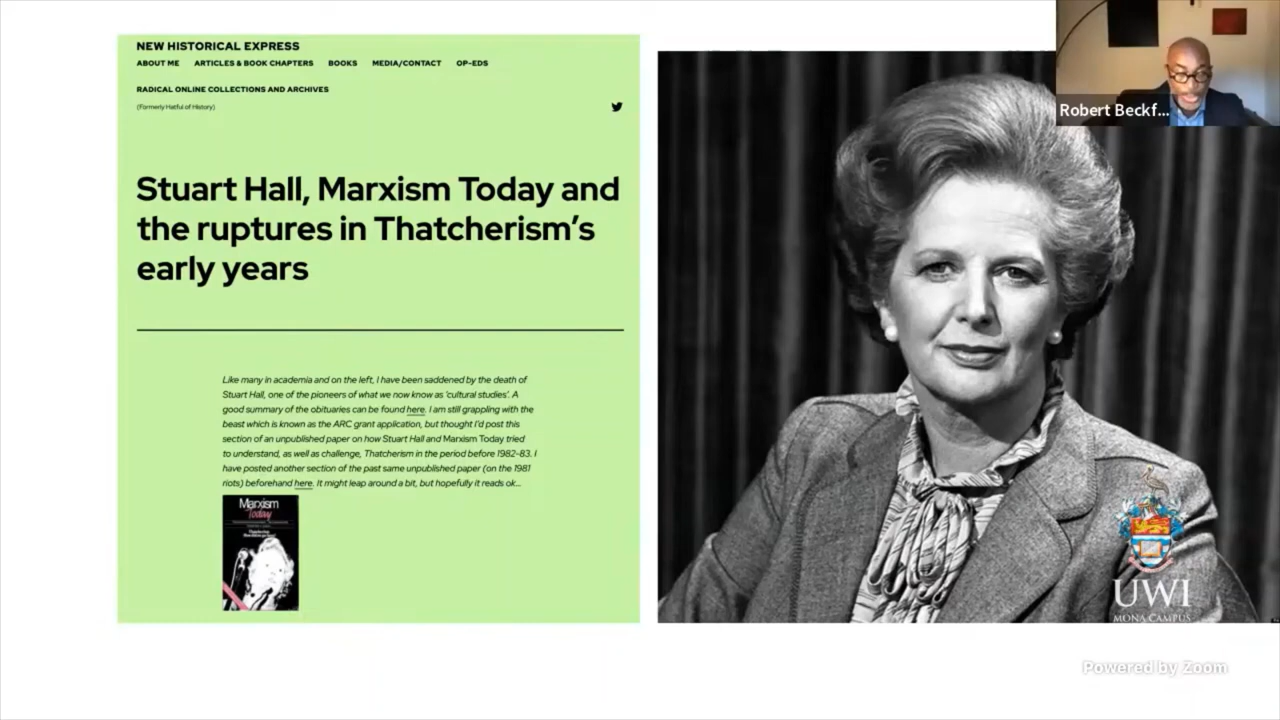 NEW HISTORICAL EXPRESS
ABOUT ME ARTICLES & BOOK CHAPTERS BOOKS MEDIA/CONTACT OP-EDS
RADICAL ONLINE COLLECTIONS AND ARCHIVES
(Formerly Hatful of History)
Stuart Hall, Marxism Today and
the ruptures in Thatcherism's
early years
Like many in academia and on the left, I have been saddened by the death of
Stuart Hall, one of the pioneers of what we now know as 'cultural studies'. A
good summary of the obituaries can be found here. I am still grappling with the
beast which is known as the ARC grant application, but thought I'd post this
section of an unpublished paper on how Stuart Hall and Marxism Today tried
to understand, as well as challenge, Thatcherism in the period before 1982-83. I
have posted another section of the past same unpublished paper (on the 1981
riots) beforehand here. It might leap around a bit, but hopefully it reads ok...
Marxism
Today
Robert Beckf...
UWI
MONA CAMPUS
Powered by Zoom